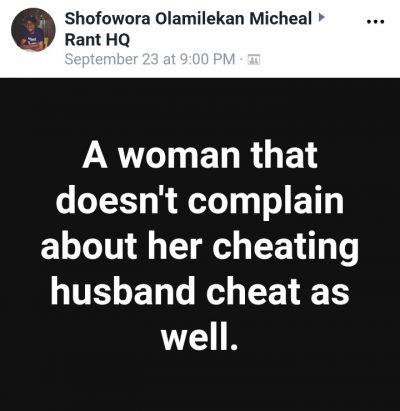 Shofowora Olamilekan Micheal ▸
Rant HQ
September 23 at 9:00 PM ·
A woman that
doesn't complain
about her cheating
husband cheat as
well.